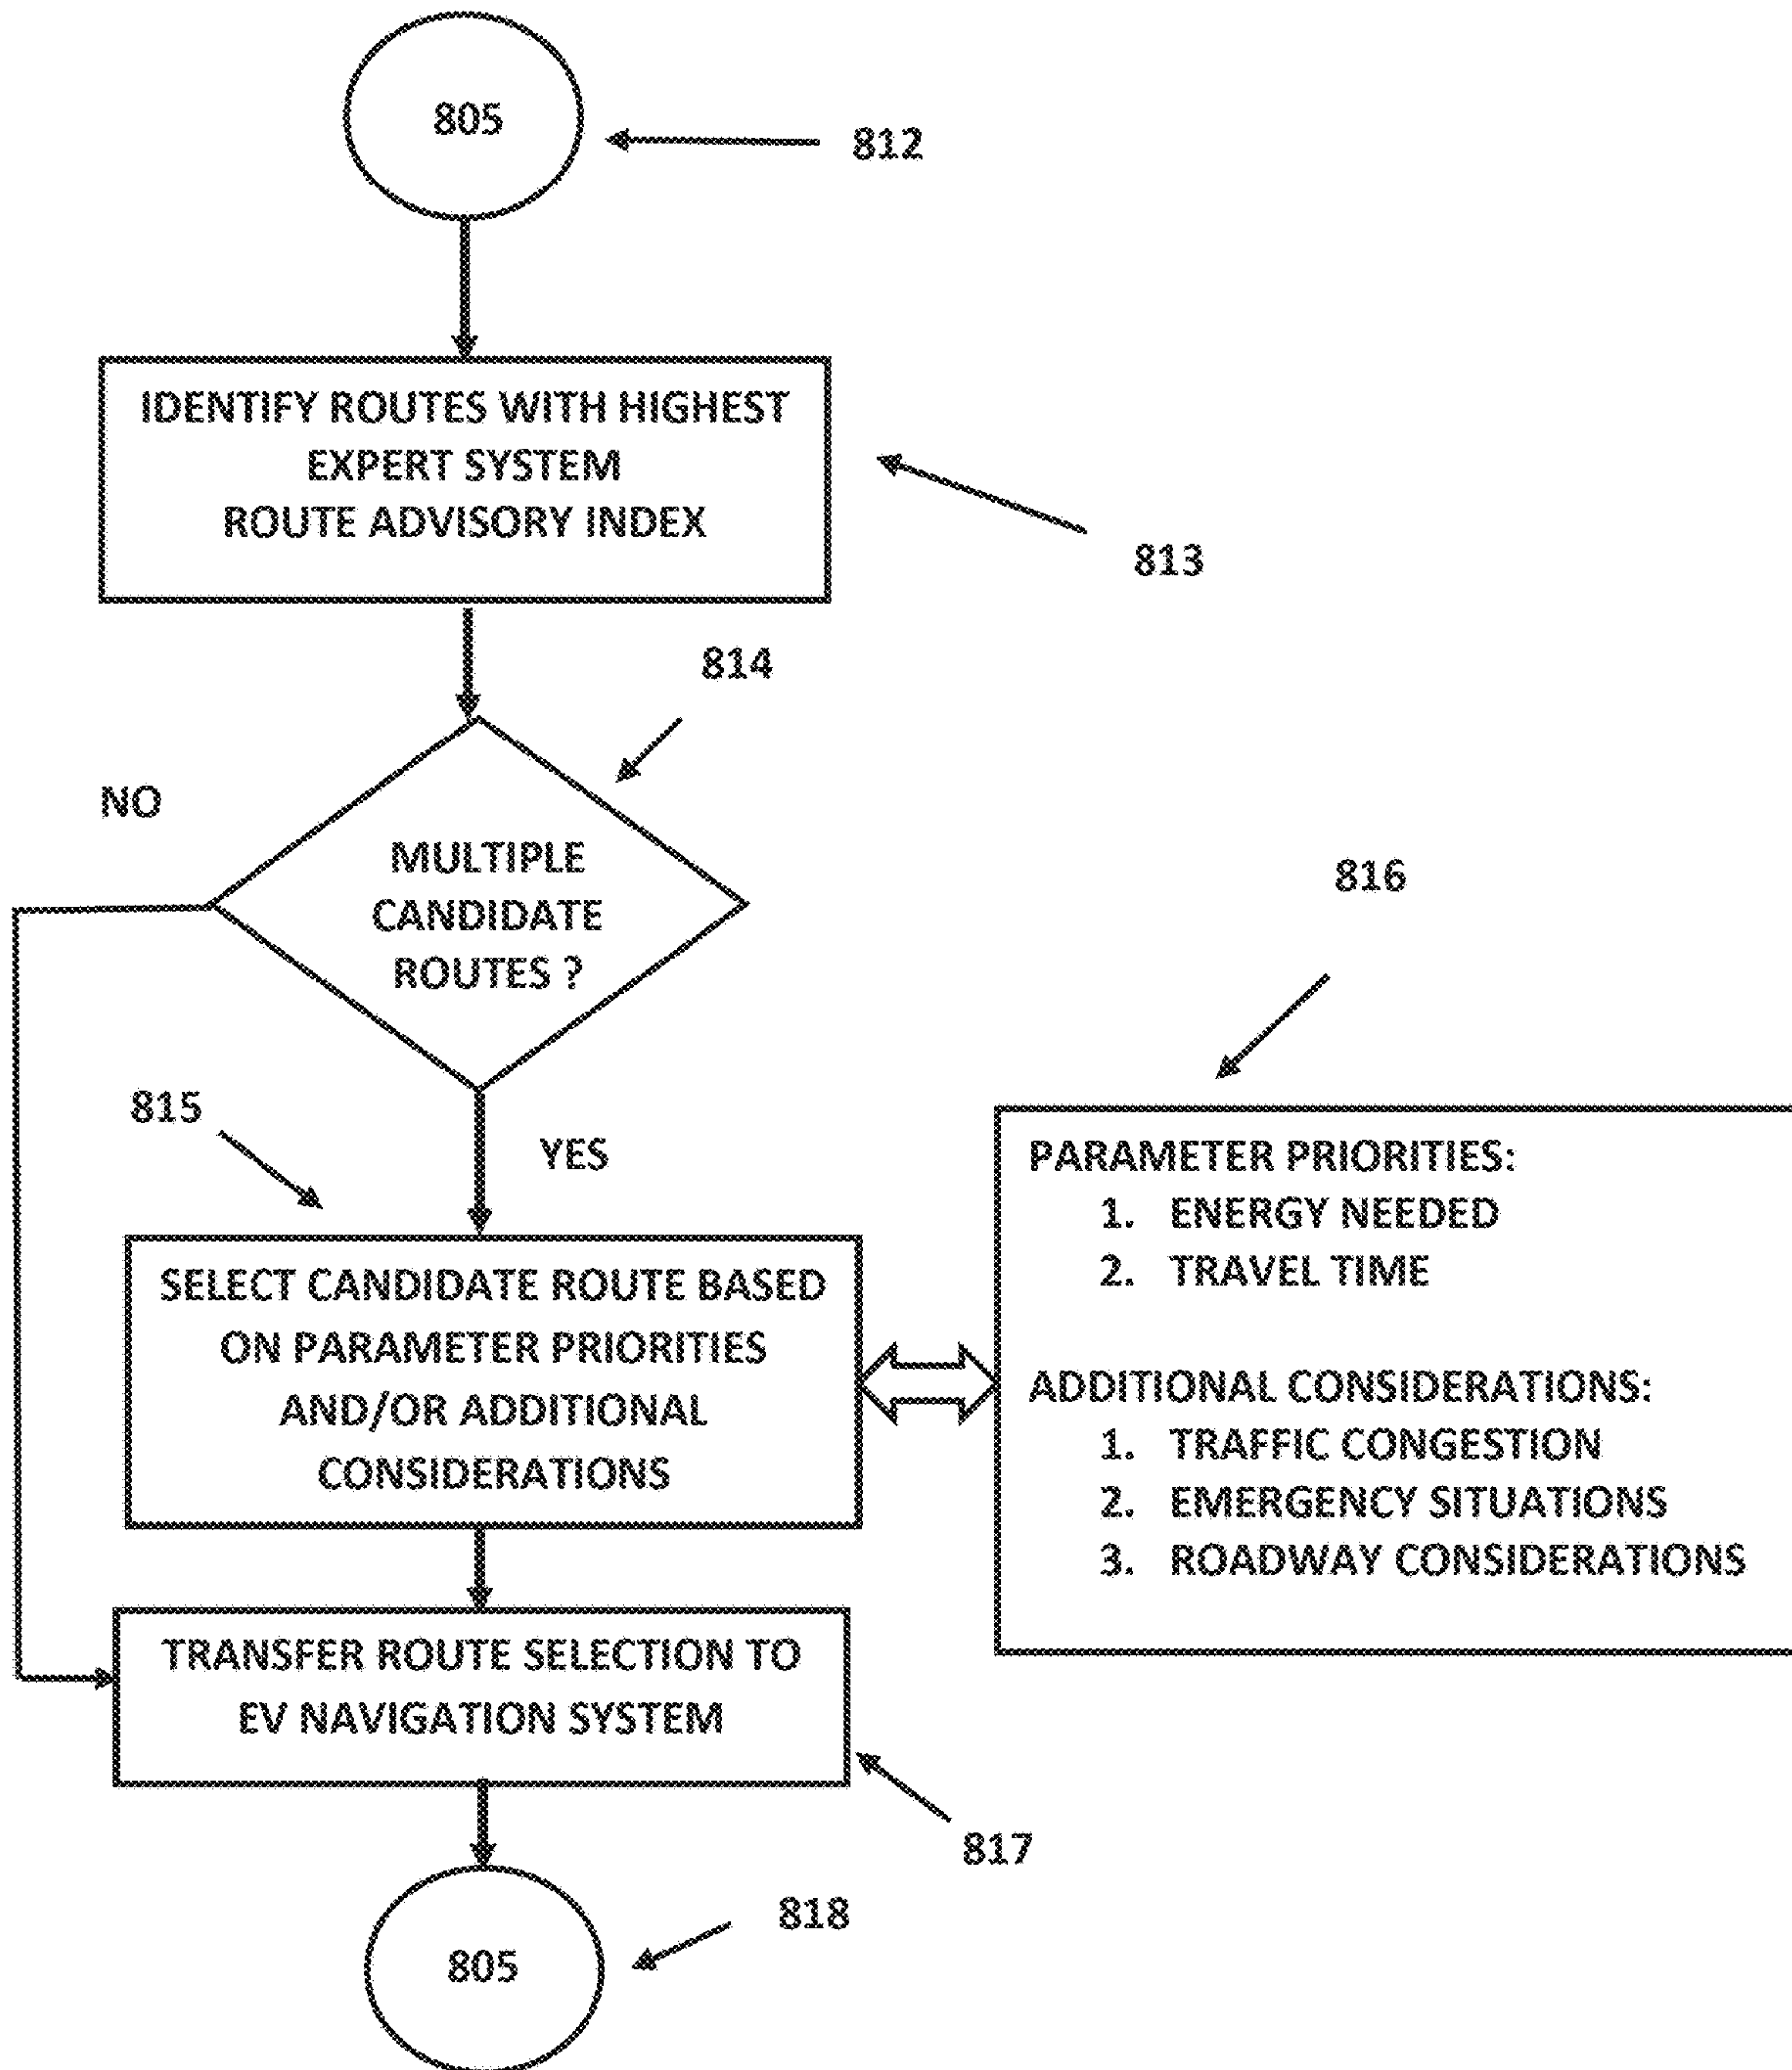 805
812
IDENTIFY ROUTES WITH HIGHEST
EXPERT SYSTEM
ROUTE ADVISORY INDEX
813
814
NO
MULTIPLE
CANDIDATE
ROUTES ?
816
815
YES
SELECT CANDIDATE ROUTE BASED
ON PARAMETER PRIORITIES
AND/OR ADDITIONAL
CONSIDERATIONS
PARAMETER PRIORITIES:
1. ENERGY NEEDED
2. TRAVEL TIME
ADDITIONAL CONSIDERATIONS:
1. TRAFFIC CONGESTION
2. EMERGENCY SITUATIONS
3. ROADWAY CONSIDERATIONS
TRANSFER ROUTE SELECTION TO
EV NAVIGATION SYSTEM
817
818
805